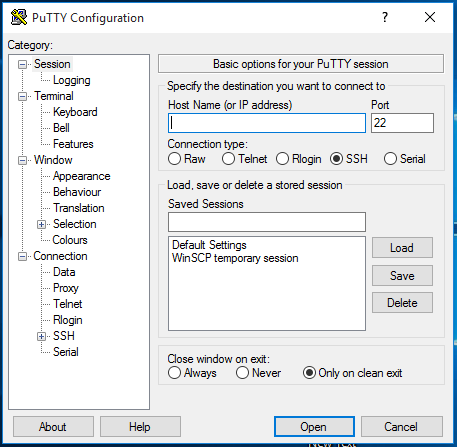 PuTTY Configuration
Category:
Session
Logging
Terminal
Keyboard
Bell
Features
Window
Appearance
Behaviour
Translation
Selection
Colours
Connection
Data
Proxy
Telnet
Rlogin
SSH
Serial
Basic options for your PuTTY session
Specify the destination you want to connect to
Host Name (or IP address) Port
22
Connection type:
Raw Telnet Rlogin SSH Serial
Load, save or delete a stored session
Saved Sessions
Default Settings
WinSCP temporary session
Load
Save
Delete
Close window on exit:
Always Never Only on clean exit
About Help Open Cancel